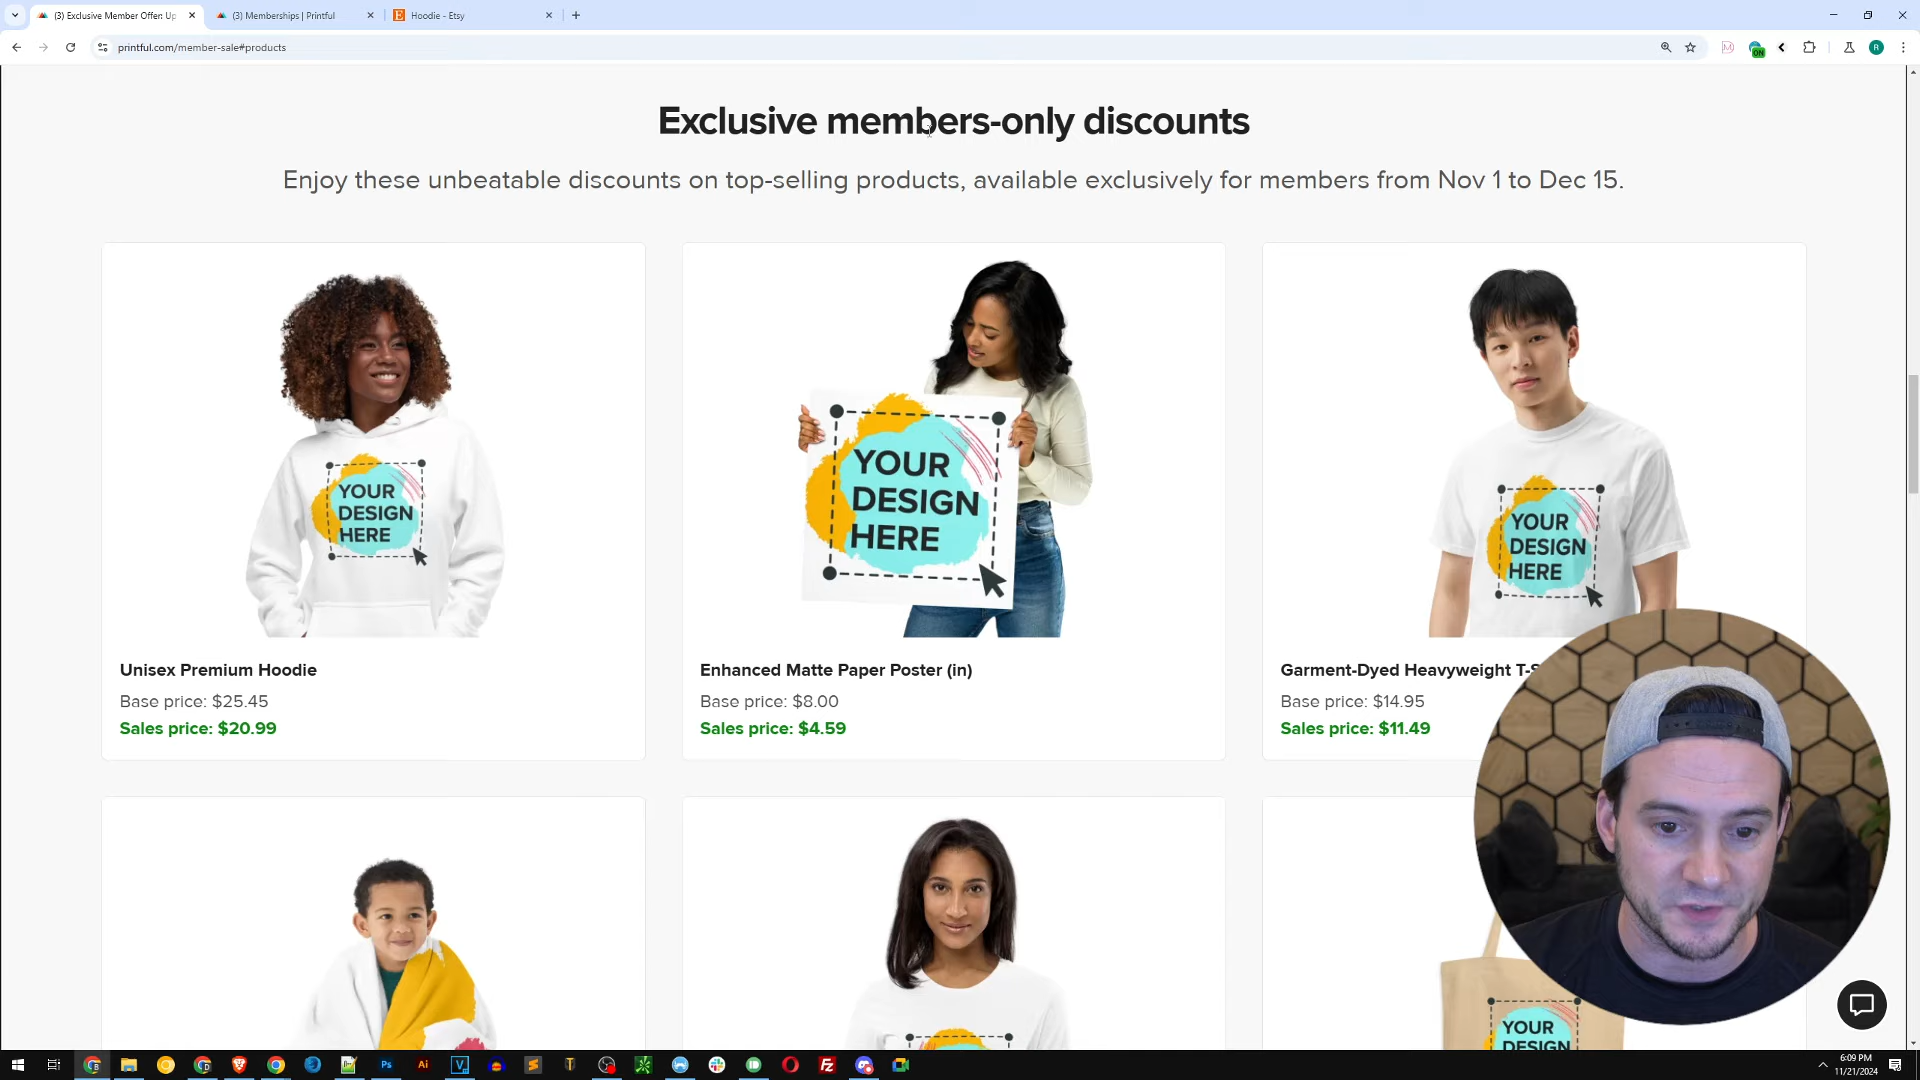 (3) Exclusive Member Offer: Up
(3) Memberships | Printful
Hoodie - Etsy
printful.com/member-sale#products
ON
R
Exclusive members-only discounts
Enjoy these unbeatable discounts on top-selling products, available exclusively for members from Nov 1 to Dec 15.
YOUR
DESIGN
HERE
YOUR
DESIGN
HERE
YOUR
DESIGN
HERE
Unisex Premium Hoodie
Base price: $25.45
Sales price: $20.99
Enhanced Matte Paper Poster (in)
Base price: $8.00
Sales price: $4.59
Garment-Dyed Heavyweight T-S
Base price: $14.95
Sales price: $11.49
YOUR
DESIGN
Ps
Ai
V
T
FZ
6:09 PM
11/21/2024